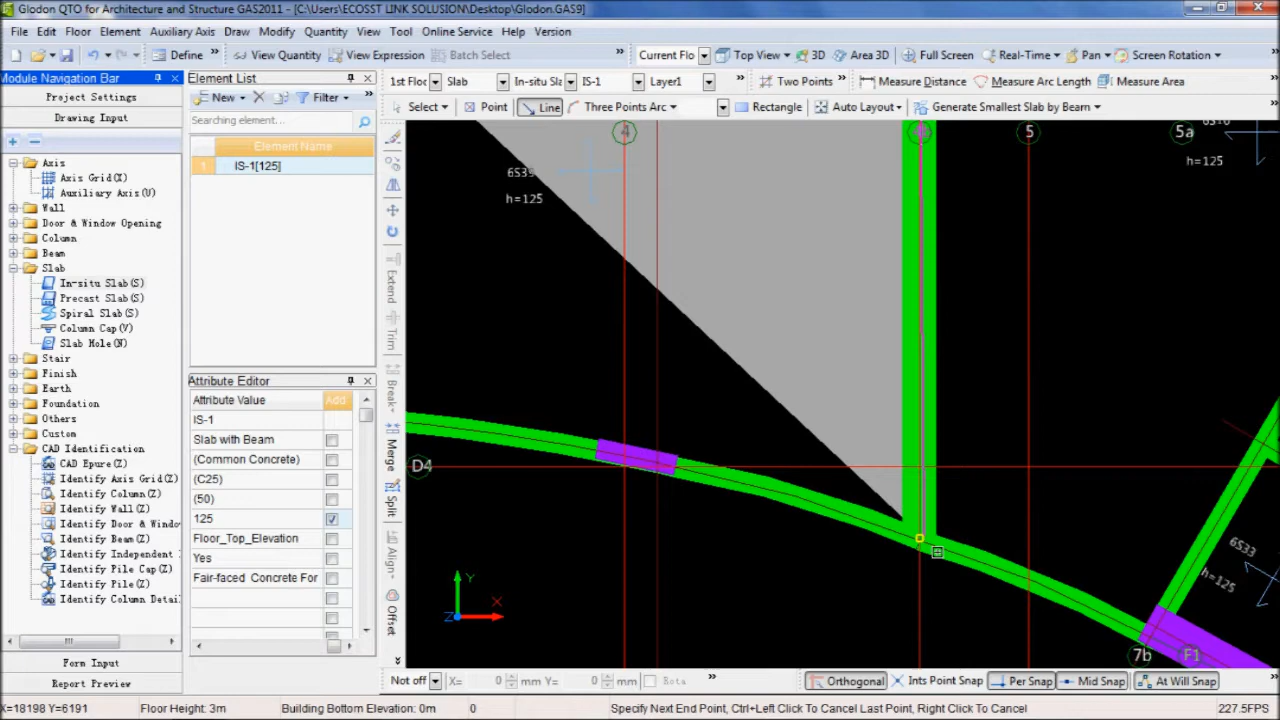 Glodon QTO for Architecture and Structure GAS2011 - [C:\Users\ECOSST LINK SOLUSION\Desktop\Glodon.GAS9]
File Edit Floor Element Auxiliary Axis Draw Modify Quantity View Tool Online Service Help Version
Define » View Quantity View Expression Batch Select » Current Flo Top View 3D Area 3D Full Screen Real-Time Pan Screen Rotation
Module Navigation Bar
Project Settings
Drawing Input
Axis
Axis Grid(X)
Auxiliary Axis(U)
Wall
Door & Window Opening
Column
Beam
Slab
In-situ Slab(S)
Precast Slab(S)
Spiral Slab(S)
Column Cap(V)
Slab Hole(N)
Stair
Finish
Earth
Foundation
Others
Custom
CAD Identification
CAD Epure(Z)
Identify Axis Grid(Z)
Identify Column(Z)
Identify Wall(Z)
Identify Door & Windo
Identify Beam(Z)
Identify Independent
Identify Pile Cap(Z)
Identify Pile(Z)
Identify Column Detai
Form Input
Report Preview
Element List
New Filter »
Searching element...
Element Name
1 IS-1[125]
Attribute Editor
Attribute Value Add
IS-1
Slab with Beam
(Common Concrete)
(C25)
(50)
125
Floor_Top_Elevation
Yes
Fair-faced Concrete For
1st Floc Slab In-situ Sla IS-1 Layer1 » Two Points Measure Distance Measure Arc Length Measure Area
Select Point Line Three Points Arc Rectangle Auto Layout Generate Smallest Slab by Beam
Extend
Trim
Break
Merge
Split
Align
Offset
4
5
5a
6S39
h=125
h=125
D4
6S33
h=125
7b
F1
Y
X
Z
Not off X= 0 mm Y= 0 mm Rota Orthogonal Ints Point Snap Per Snap Mid Snap At Will Snap
X=18198 Y=6191 Floor Height: 3m Building Bottom Elevation: 0m Specify Next End Point, Ctrl+Left Click To Cancel Last Point, Right Click To Cancel 227.5FPS